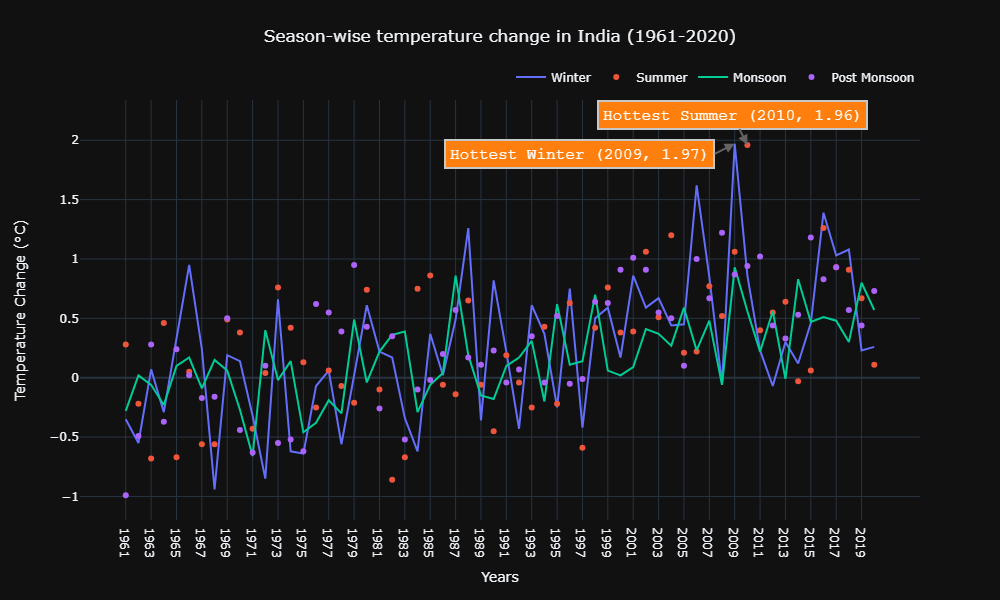 Season-wise temperature change in India (1961-2020)
Winter Summer Monsoon Post Monsoon
Hottest Summer (2010, 1.96)
Hottest Winter (2009, 1.97)
Temperature Change (°C)
2
1.5
1
0.5
0
−0.5
−1
1961 1963 1965 1967 1969 1971 1973 1975 1977 1979 1981 1983 1985 1987 1989 1991 1993 1995 1997 1999 2001 2003 2005 2007 2009 2011 2013 2015 2017 2019
Years